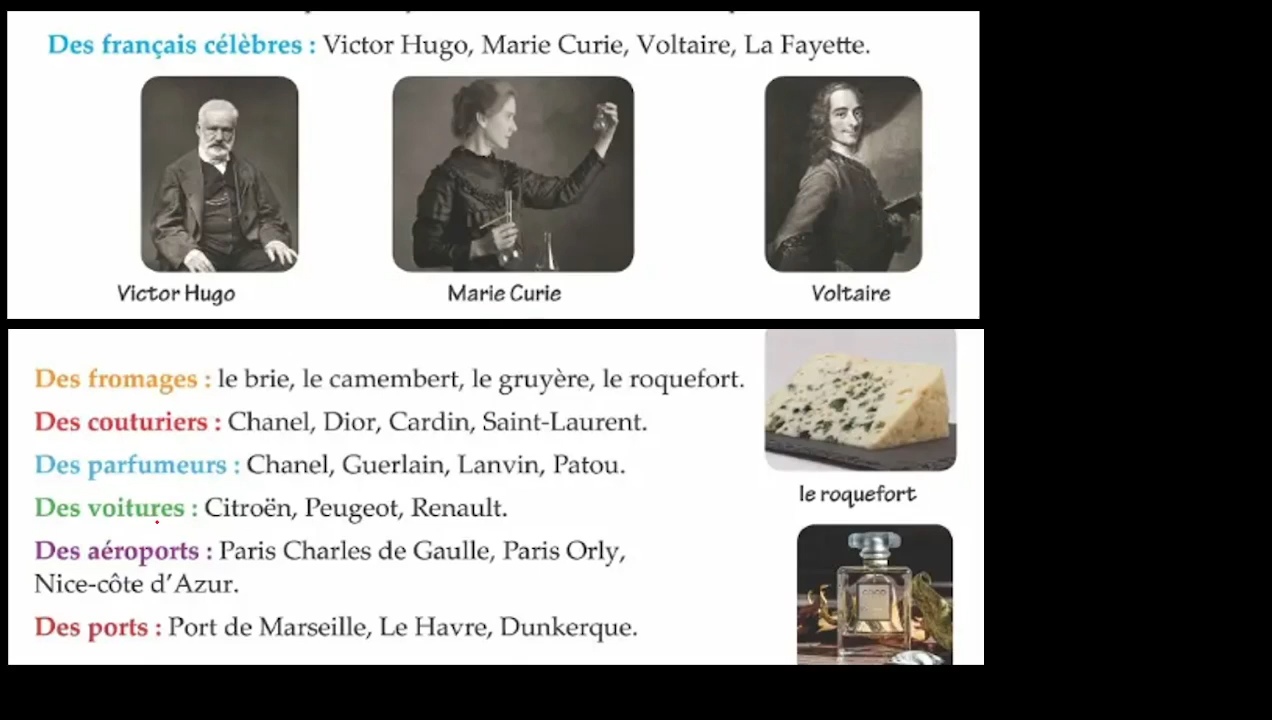 Des français célèbres : Victor Hugo, Marie Curie, Voltaire, La Fayette.
Victor Hugo
Marie Curie
Voltaire
Des fromages : le brie, le camembert, le gruyère, le roquefort.
Des couturiers : Chanel, Dior, Cardin, Saint-Laurent.
Des parfumeurs : Chanel, Guerlain, Lanvin, Patou.
le roquefort
Des voitures : Citroën, Peugeot, Renault.
Des aéroports : Paris Charles de Gaulle, Paris Orly,
Nice-côte d'Azur.
COCO
Des ports : Port de Marseille, Le Havre, Dunkerque.